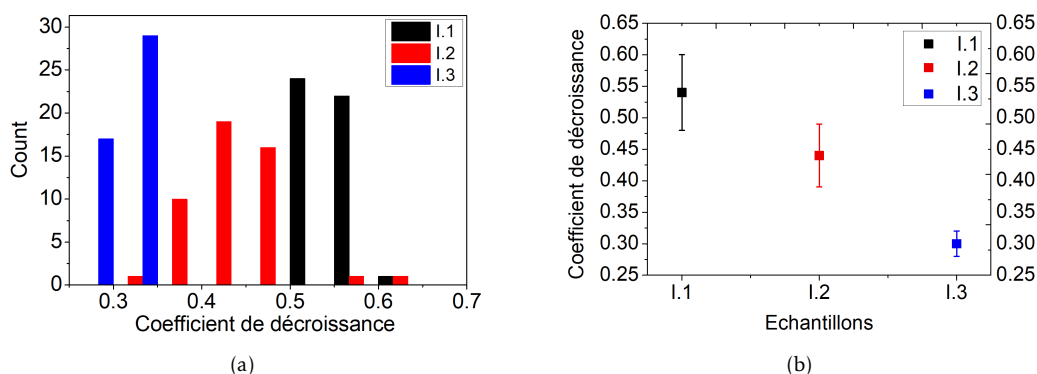 30
25
20
15
10
5
0
Count
0.3 0.4 0.5 0.6 0.7
Coefficient de décroissance
I.1
I.2
I.3
(a)
0.65
0.60
0.55
0.50
0.45
0.40
0.35
0.30
0.25
Coefficient de décroissance
I.1 I.2 I.3
Echantillons
I.1
I.2
I.3
0.65
0.60
0.55
0.50
0.45
0.40
0.35
0.30
0.25
(b)